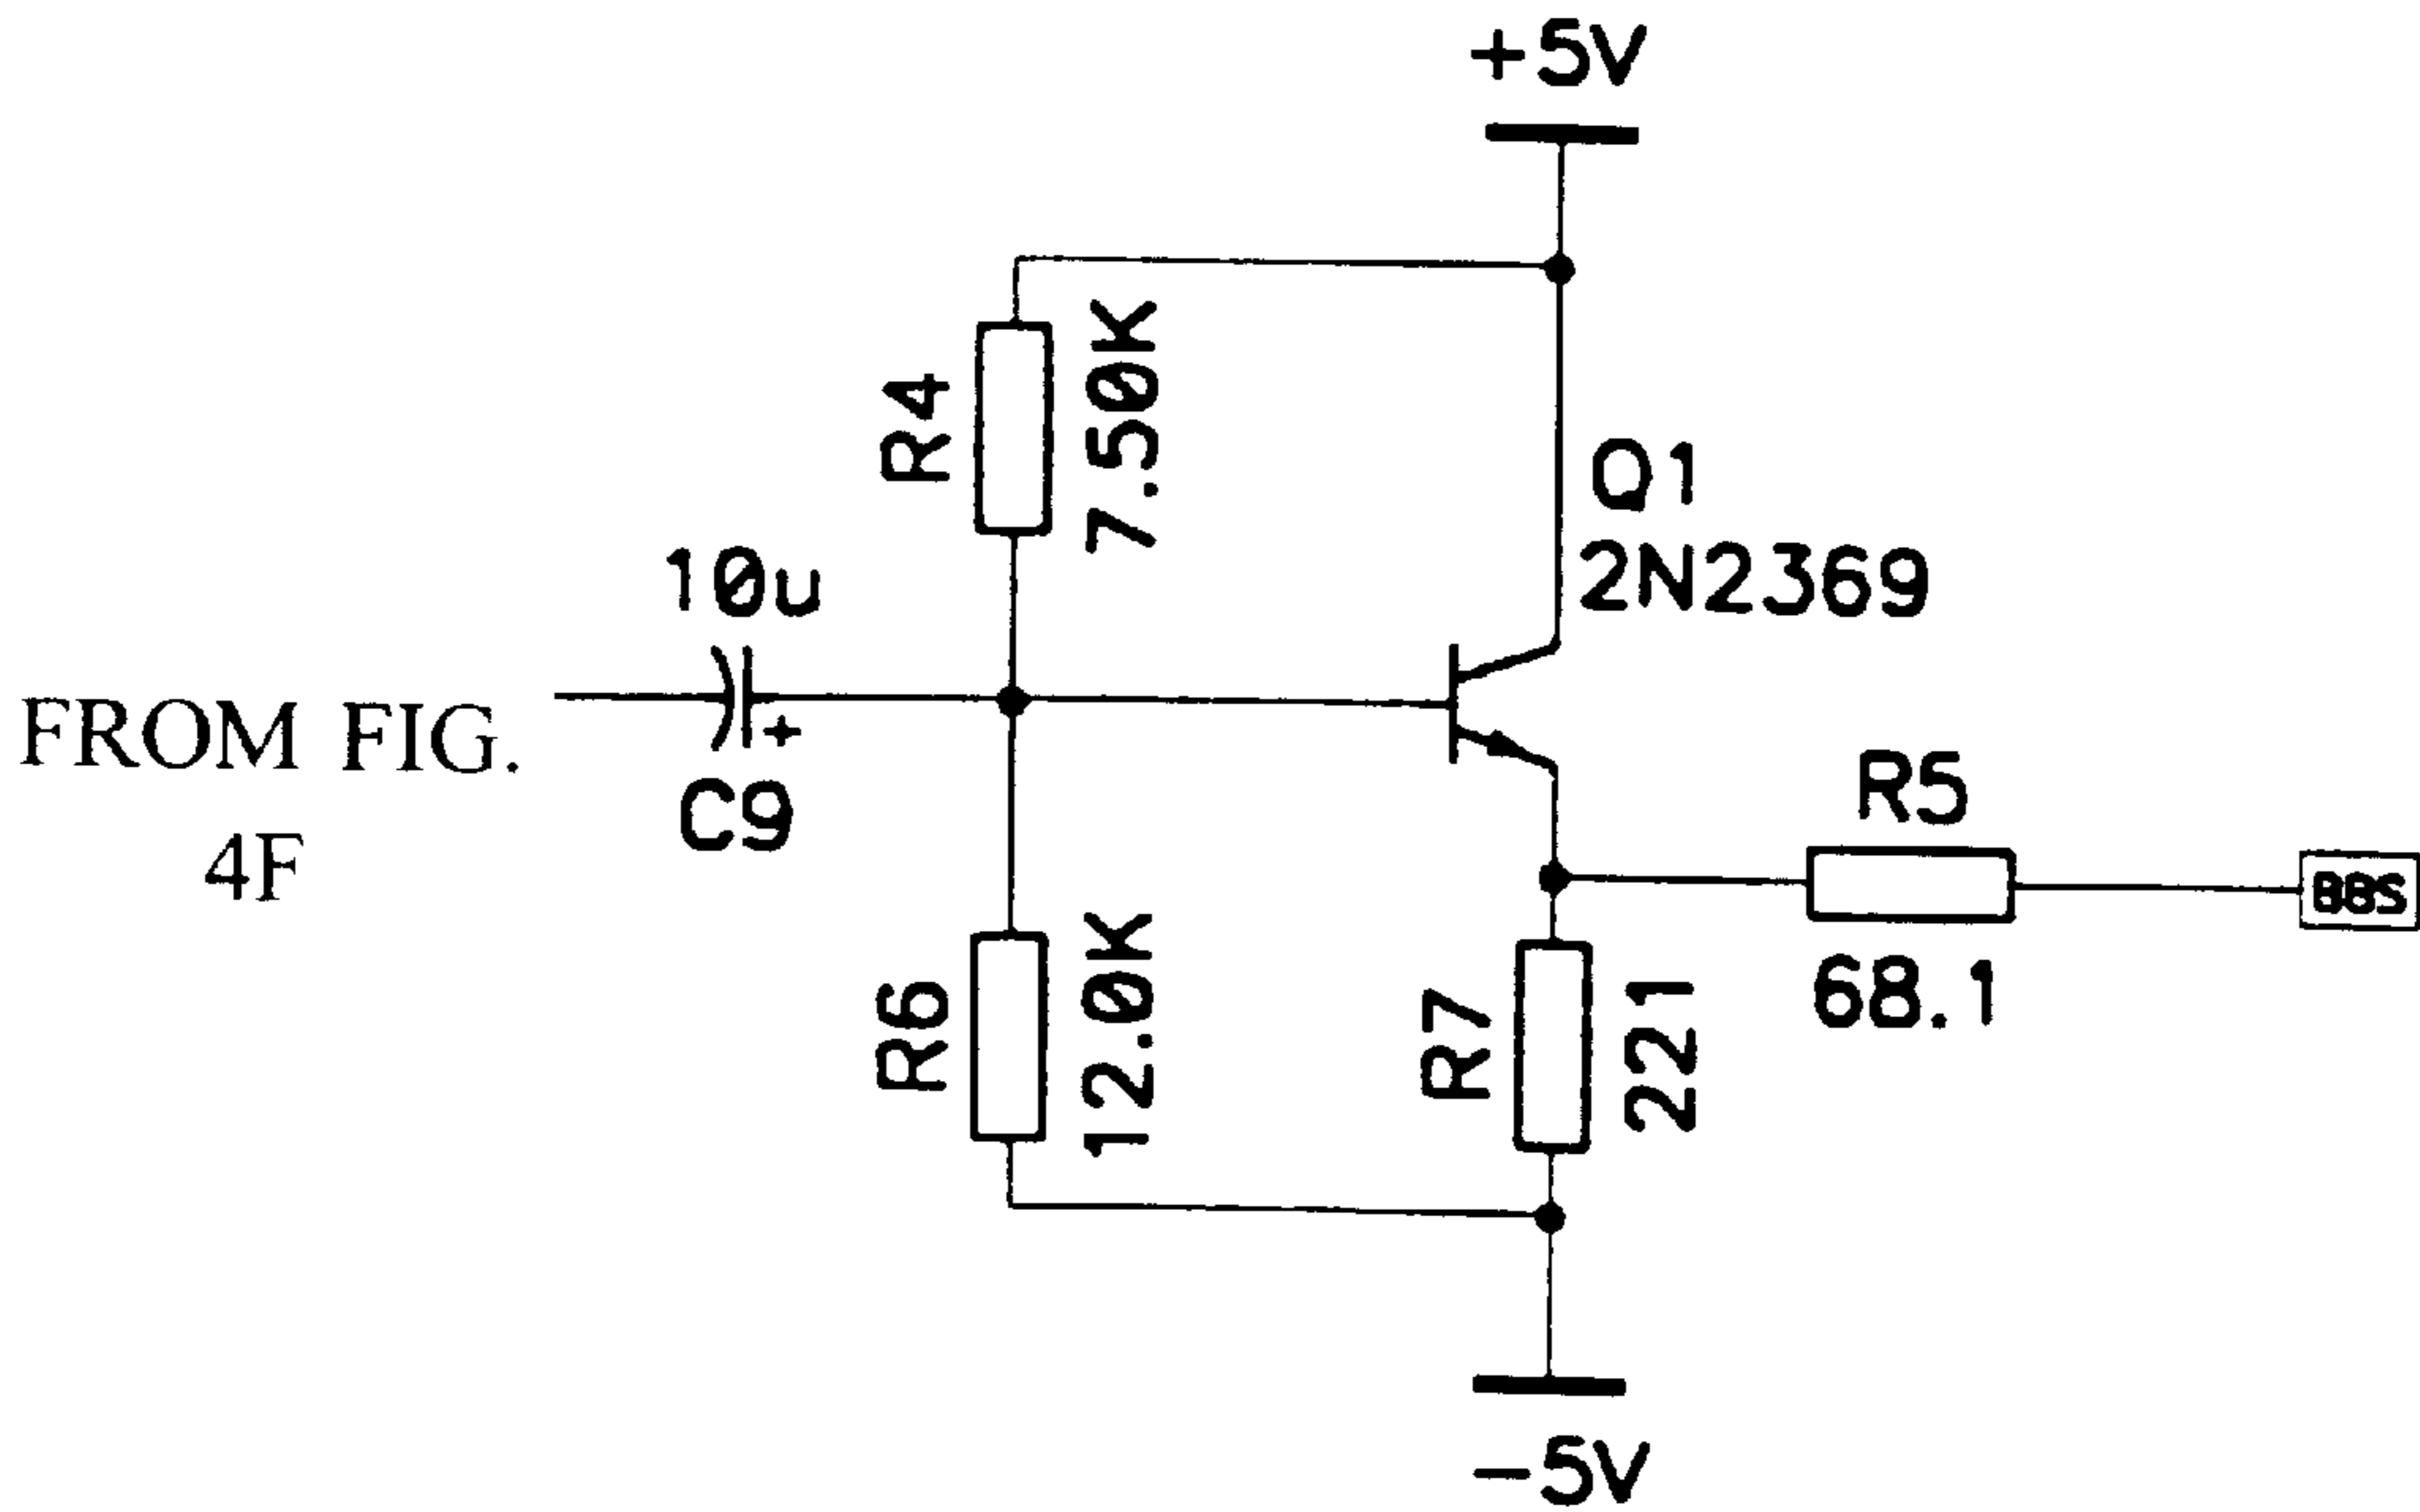 +5V
R4
7.50K
Q1
2N2369
10u
+
C9
FROM FIG.
4F
R5
BBS
68.1
R6
12.0K
R7
221
-5V